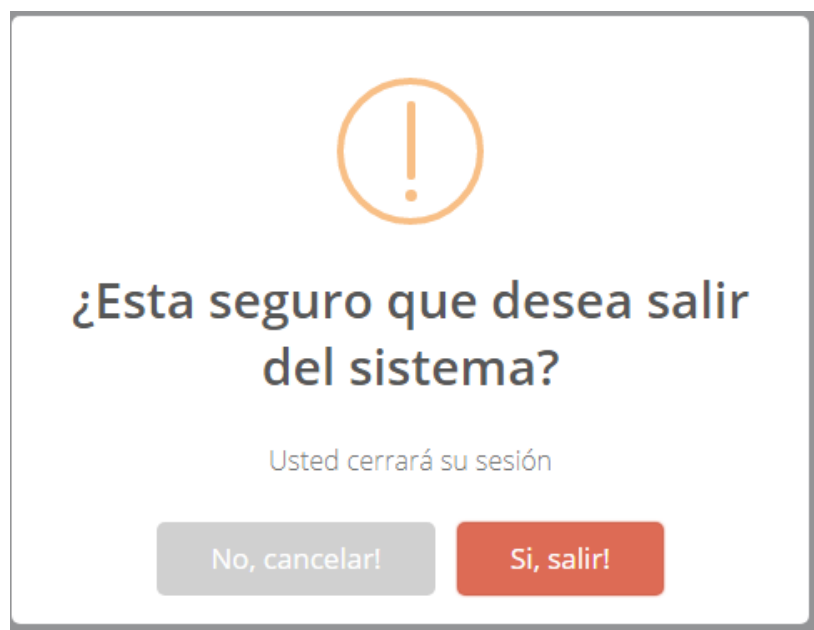 ¿Esta seguro que desea salir
del sistema?
Usted cerrará su sesión
No, cancelar!
Si, salir!